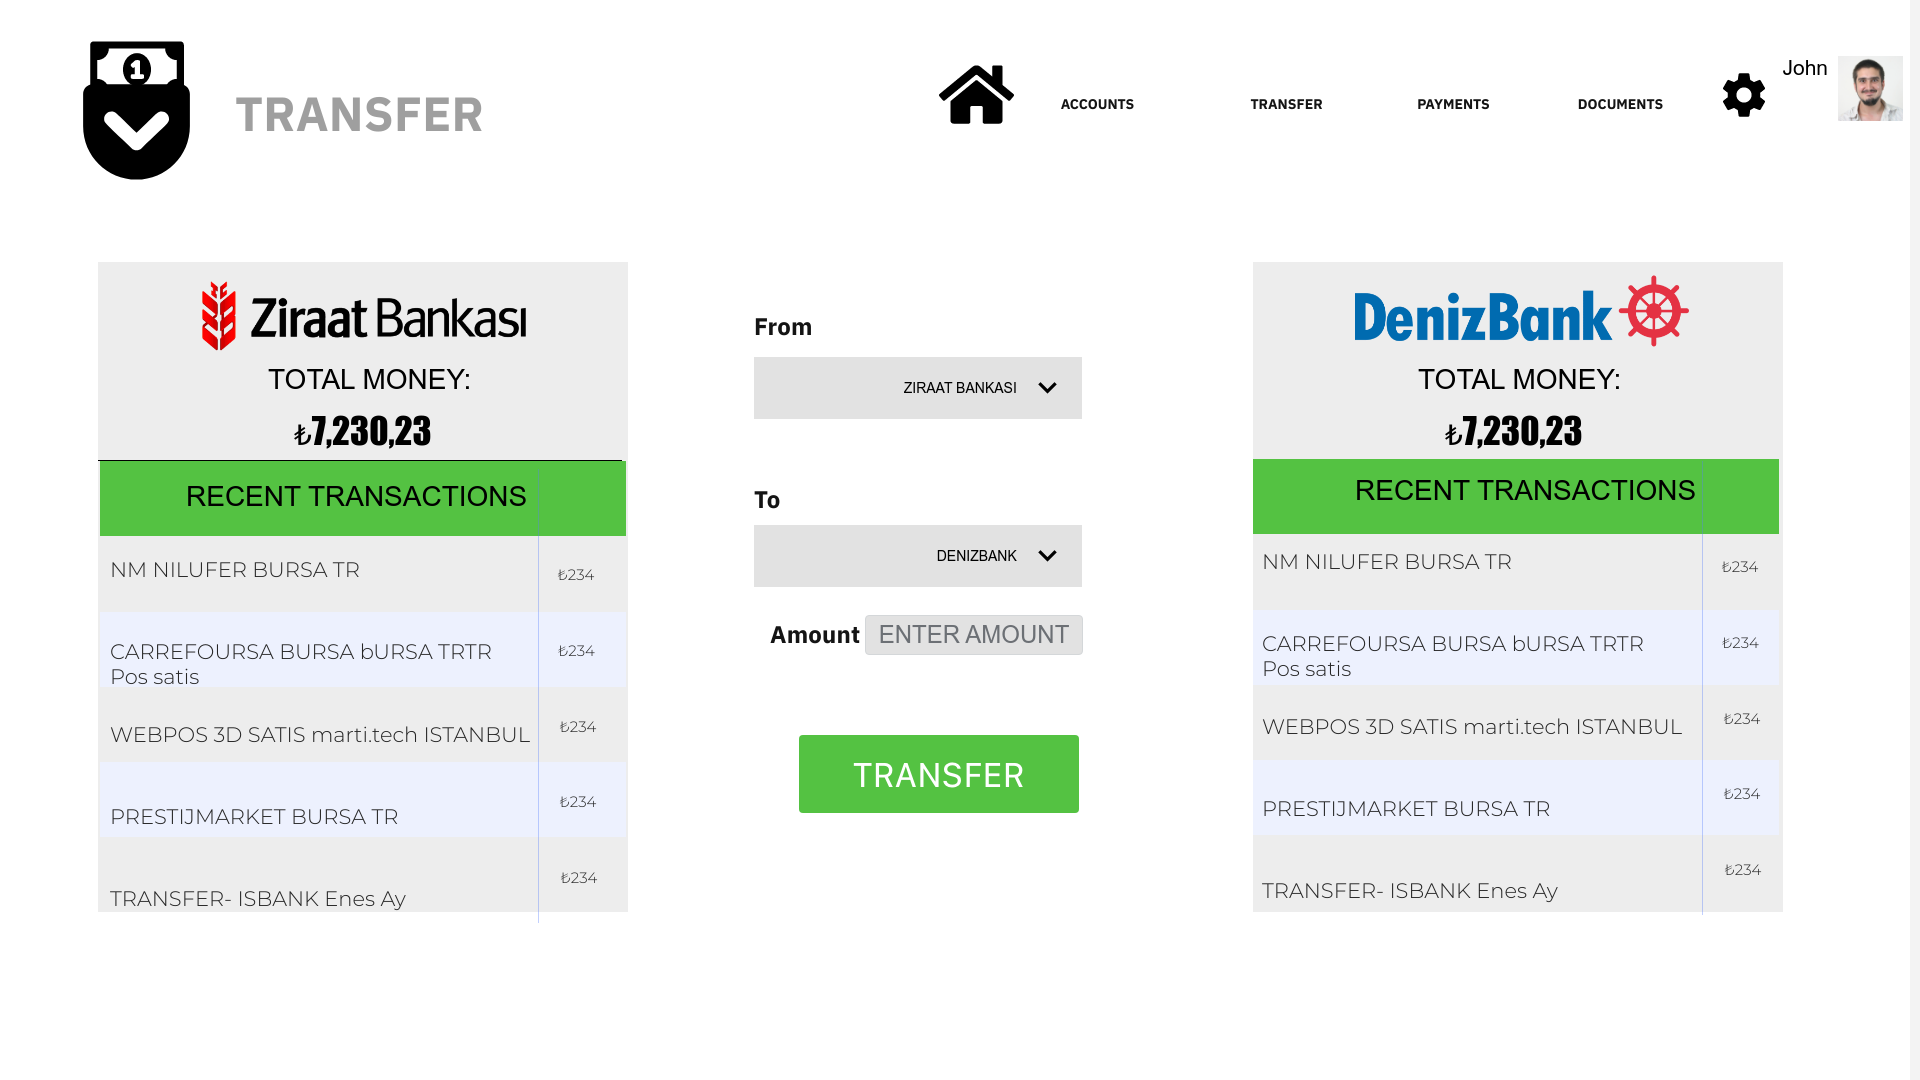 1
TRANSFER
ACCOUNTS
TRANSFER
PAYMENTS
DOCUMENTS
John
Ziraat Bankası
TOTAL MONEY:
₺7,230,23
RECENT TRANSACTIONS
NM NILUFER BURSA TR
₺234
CARREFOURSA BURSA bURSA TRTR
Pos satis
₺234
WEBPOS 3D SATIS marti.tech ISTANBUL
₺234
PRESTIJMARKET BURSA TR
₺234
TRANSFER- ISBANK Enes Ay
₺234
From
ZIRAAT BANKASI
To
DENIZBANK
Amount ENTER AMOUNT
TRANSFER
DenizBank
TOTAL MONEY:
₺7,230,23
RECENT TRANSACTIONS
NM NILUFER BURSA TR
₺234
CARREFOURSA BURSA bURSA TRTR
Pos satis
₺234
WEBPOS 3D SATIS marti.tech ISTANBUL
₺234
PRESTIJMARKET BURSA TR
₺234
TRANSFER- ISBANK Enes Ay
₺234